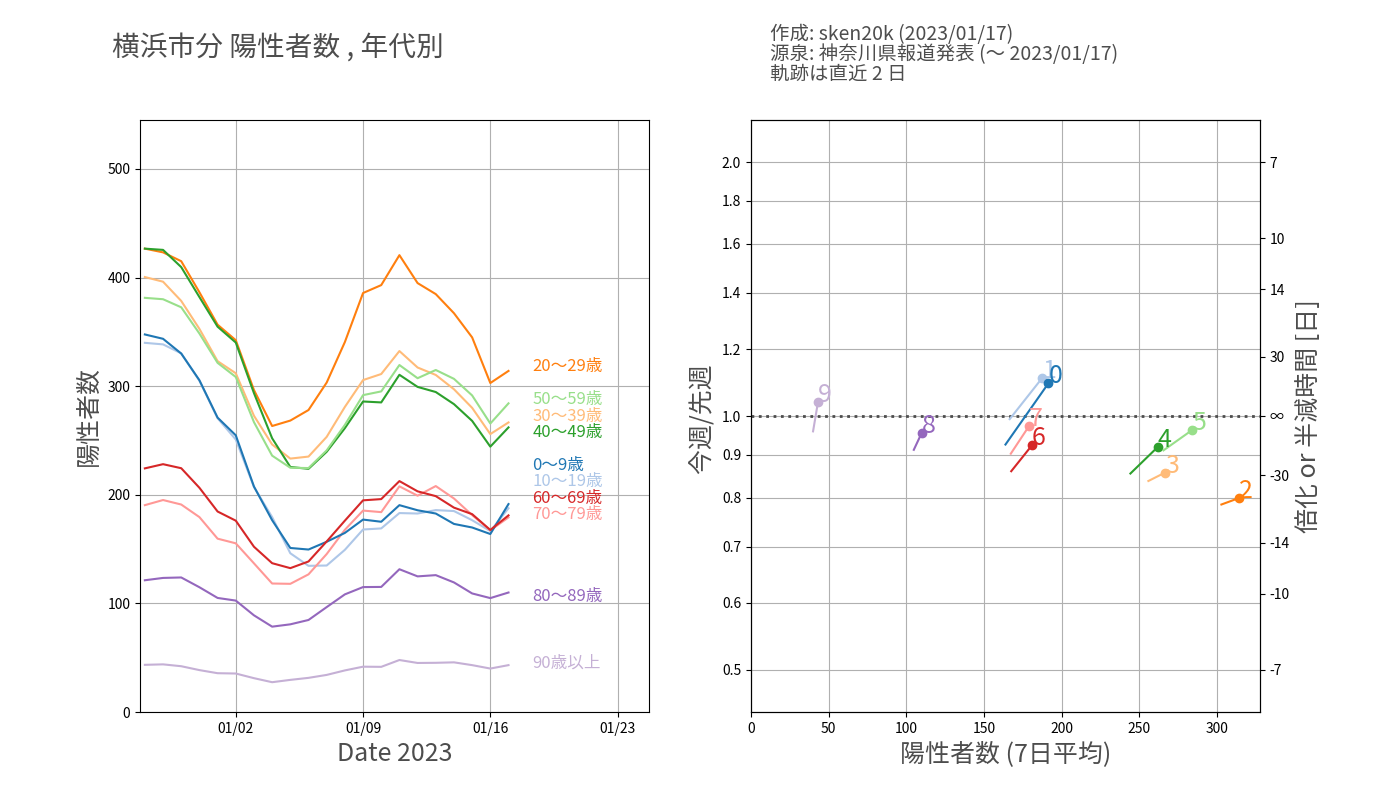 横浜市分 陽性者数 , 年代別
作成: sken20k (2023/01/17)
源泉: 神奈川県報道発表 (〜 2023/01/17)
軌跡は直近 2 日
陽性者数
500
400
300
200
100
0
01/02
01/09
01/16
01/23
Date 2023
20〜29歳
50〜59歳
30〜39歳
40〜49歳
0〜9歳
10〜19歳
60〜69歳
70〜79歳
80〜89歳
90歳以上
今週/先週
2.0
1.8
1.6
1.4
1.2
1.0
0.9
0.8
0.7
0.6
0.5
9
8
1
0
7
6
5
4
3
2
7
10
14
30
∞
-30
-14
-10
-7
倍化 or 半減時間 [日]
0
50
100
150
200
250
300
陽性者数 (7日平均)